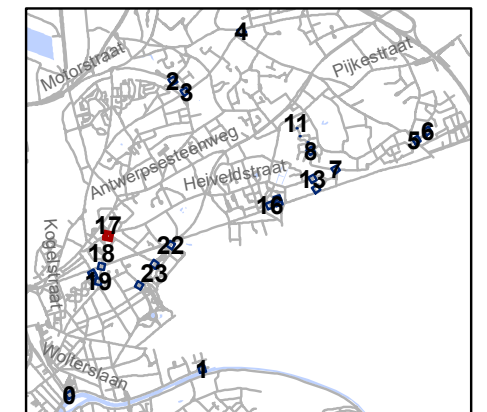 4
Motorstraat
Pijkestraat
2
3
11
5
6
Antwerpsesteenweg
8
7
Heiveldstraat
13
16
17
22
18
Kogelstraat
23
19
Wolterslaan
1
0